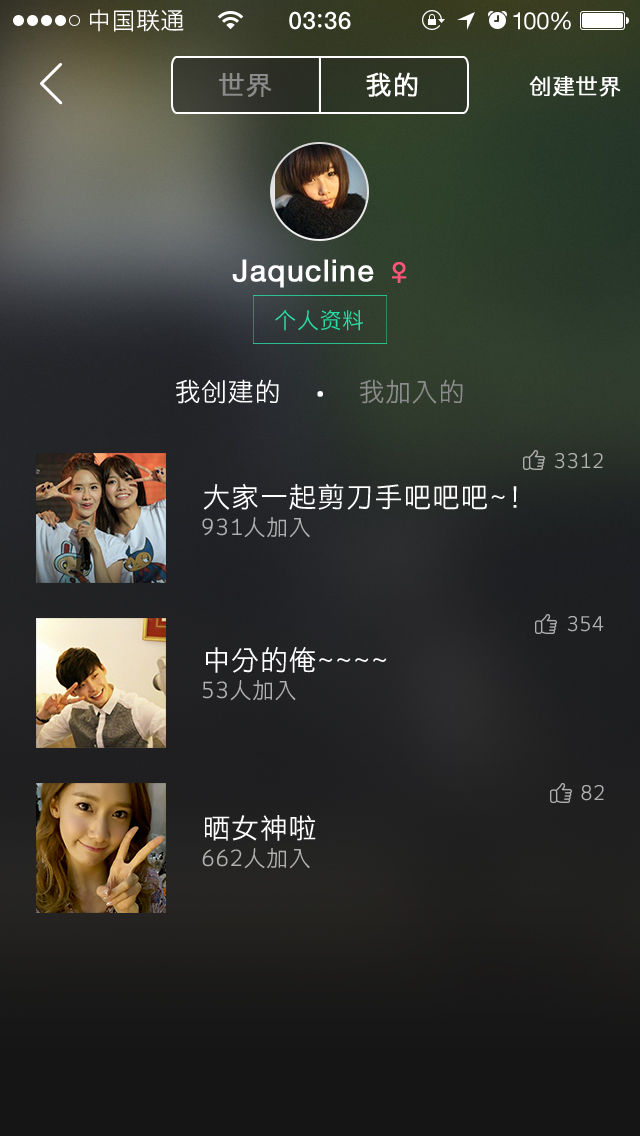 中国联通 03:36 100%
世界 我的 创建世界
Jaqucline ♀
个人资料
我创建的 • 我加入的
3312
大家一起剪刀手吧吧吧~!
931人加入
354
中分的俺~~~~
53人加入
82
晒女神啦
662人加入